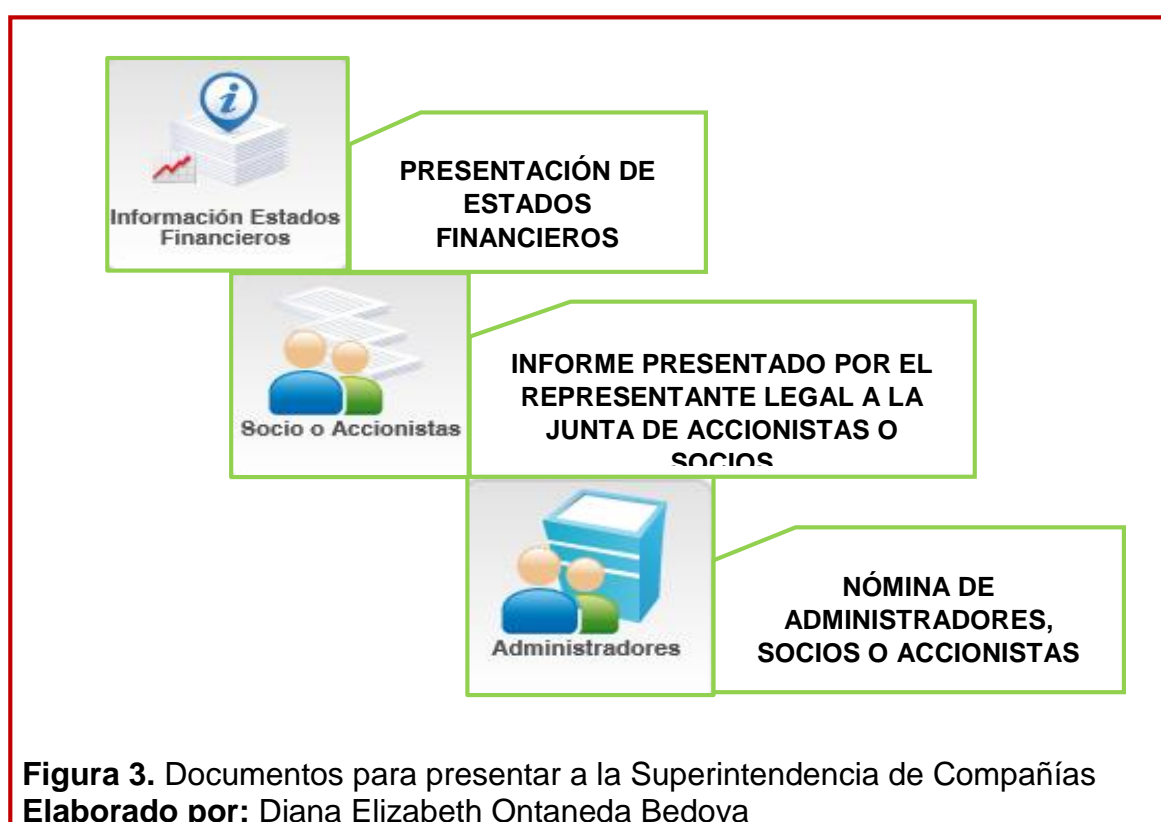 Información Estados
Financieros
PRESENTACIÓN DE
ESTADOS
FINANCIEROS
Socio o Accionistas
INFORME PRESENTADO POR EL
REPRESENTANTE LEGAL A LA
JUNTA DE ACCIONISTAS O
SOCIOS
Administradores
NÓMINA DE
ADMINISTRADORES,
SOCIOS O ACCIONISTAS
Figura 3. Documentos para presentar a la Superintendencia de Compañías
Elaborado por: Diana Elizabeth Ontaneda Bedoya